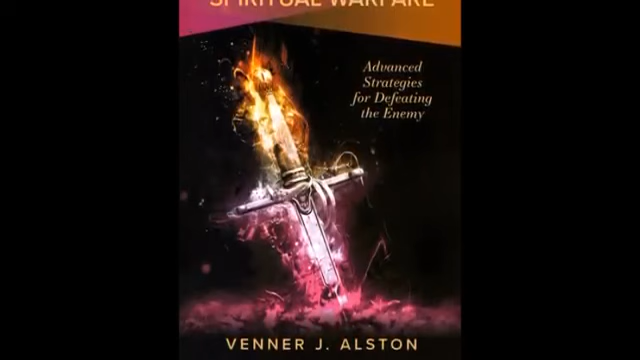 SPIRITUAL WARFARE
Advanced
Strategies
for Defeating
the Enemy
VENNER J. ALSTON